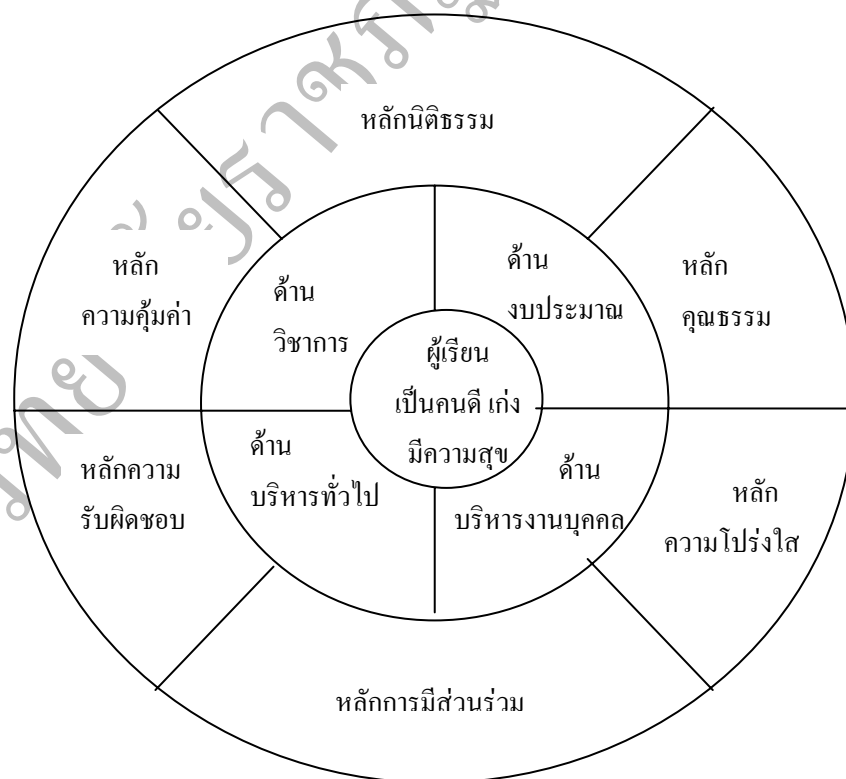 หลักนิติธรรม
หลัก
ความคุ้มค่า
ด้าน
วิชาการ
ด้าน
งบประมาณ
หลัก
คุณธรรม
ผู้เรียน
เป็นคนดี เก่ง
มีความสุข
หลักความ
รับผิดชอบ
ด้าน
บริหารทั่วไป
ด้าน
บริหารงานบุคคล
หลัก
ความโปร่งใส
หลักการมีส่วนร่วม